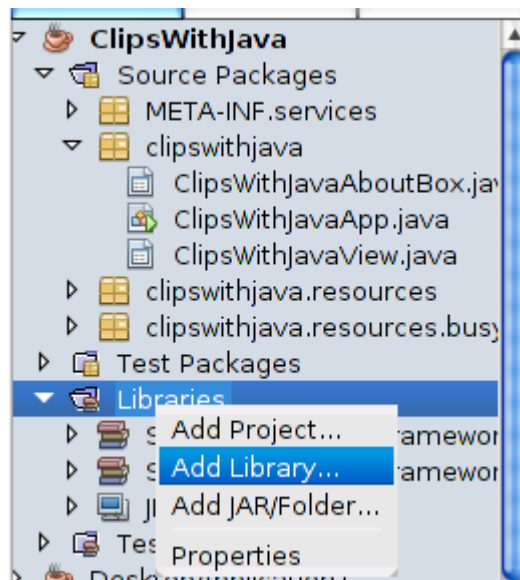 ClipsWithJava
Source Packages
META-INF.services
clipswithjava
ClipsWithJavaAboutBox.jav
ClipsWithJavaApp.java
ClipsWithJavaView.java
clipswithjava.resources
clipswithjava.resources.busy
Test Packages
Libraries
Add Project...
Add Library...
Add JAR/Folder...
Properties